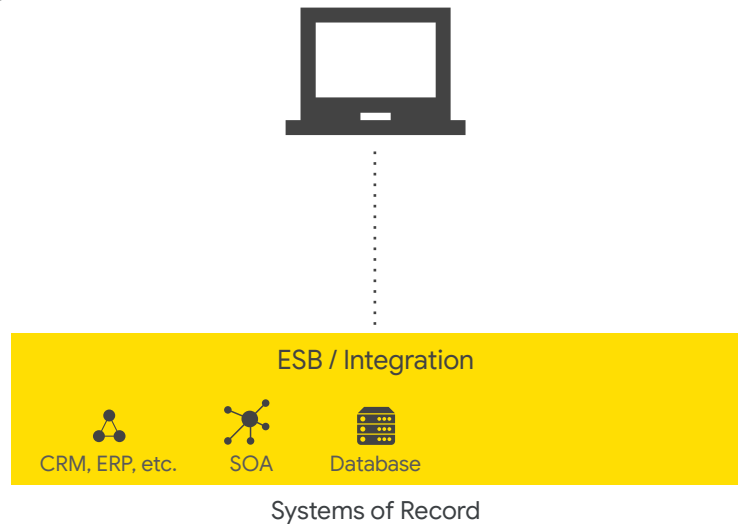 ESB / Integration
CRM, ERP, etc.
SOA
Database
Systems of Record